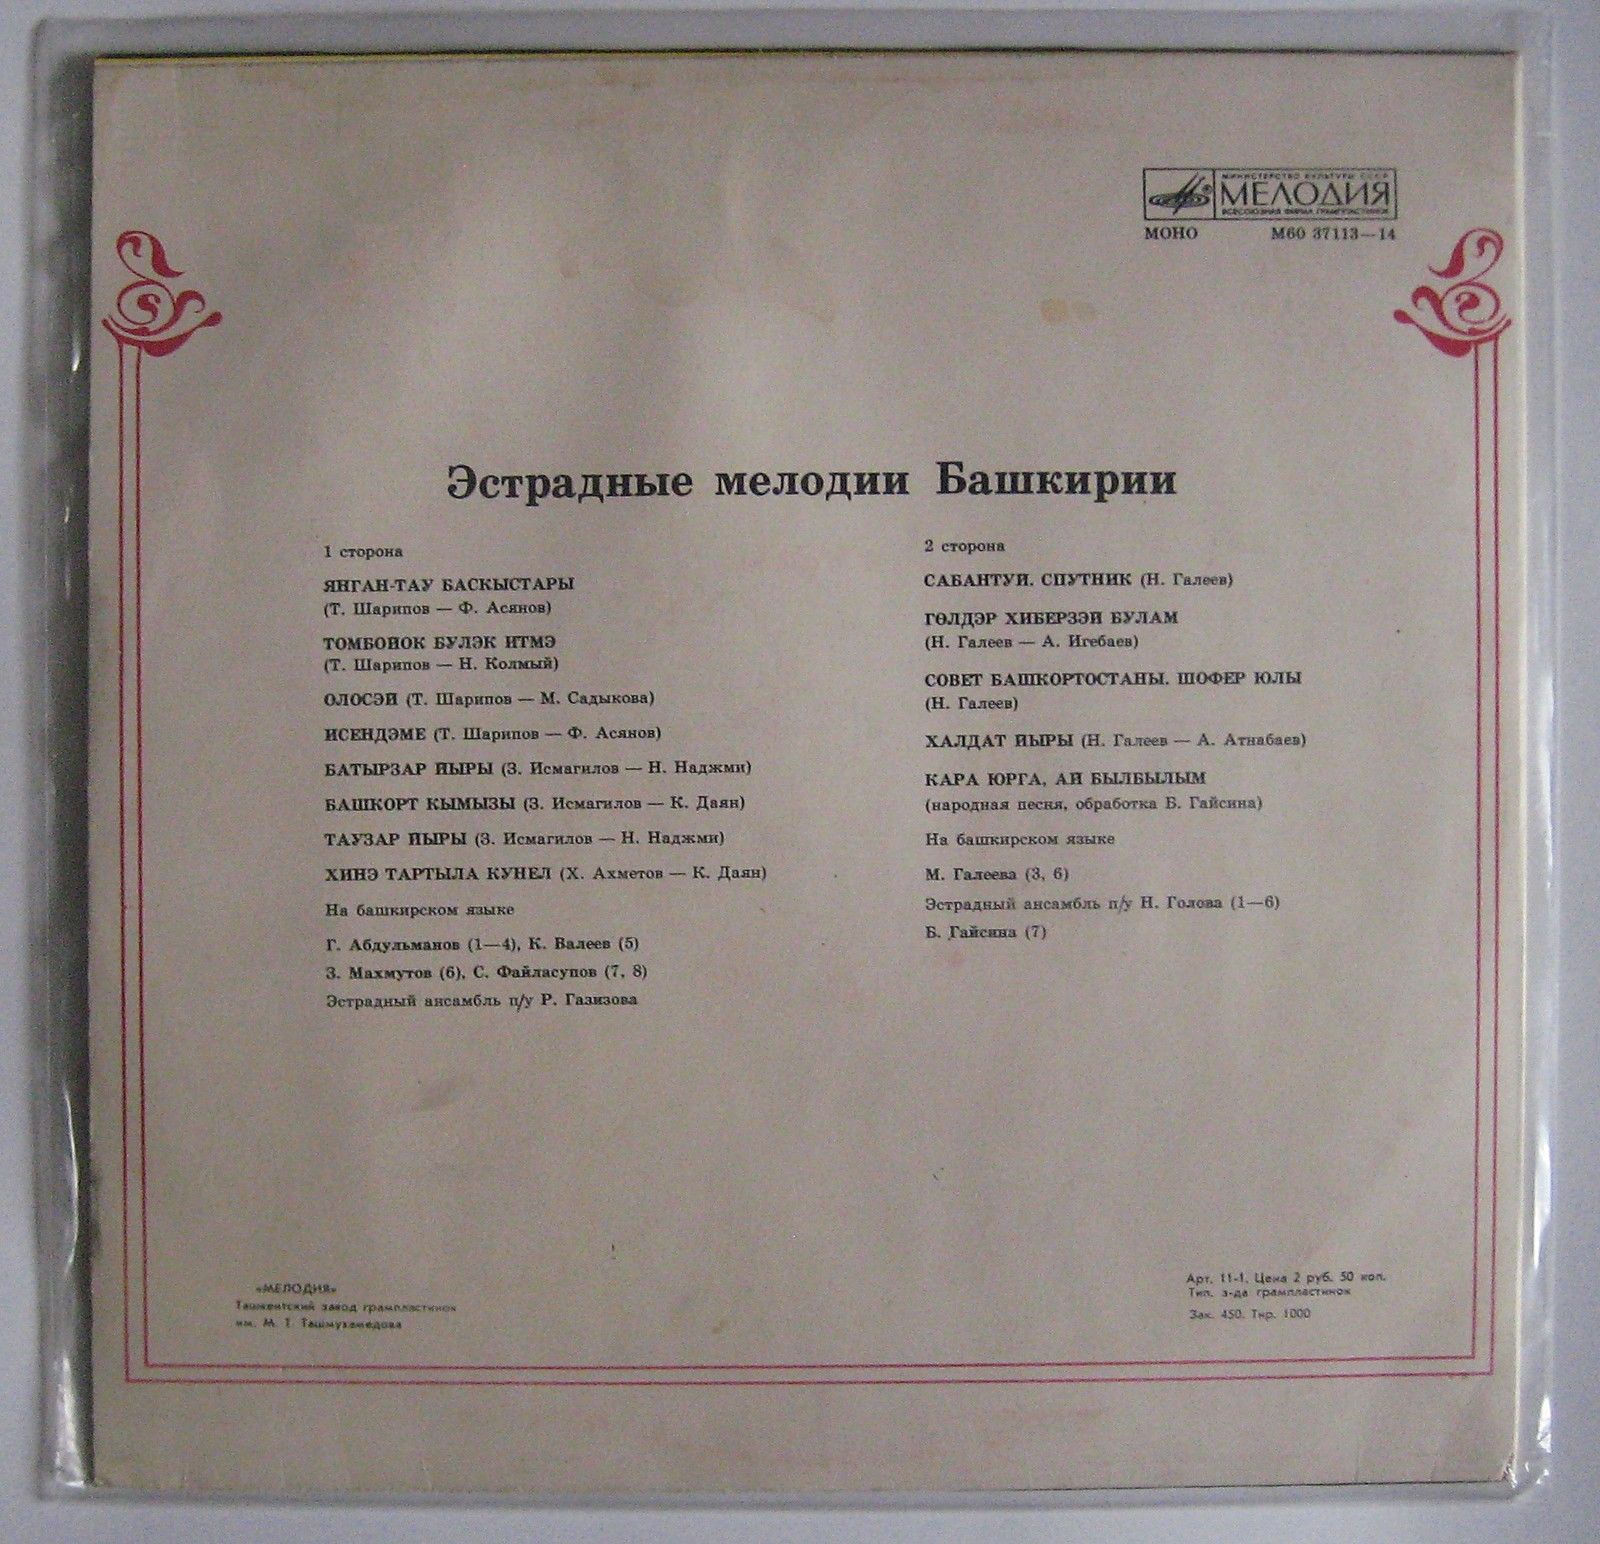 МИНИСТЕРСТВО КУЛЬТУРЫ СССР
МЕЛОДИЯ
ВСЕСОЮЗНАЯ ФИРМА ГРАМПЛАСТИНОК
МОНО М60 37113—14
Эстрадные мелодии Башкирии
1 сторона
ЯНГАН-ТАУ БАСКЫСТАРЫ
(Т. Шарипов — Ф. Асянов)
ТОМБОЙОК БУЛЭК ИТМЭ
(Т. Шарипов — Н. Колмый)
ОЛОСЭЙ (Т. Шарипов — М. Садыкова)
ИСЕНДЭМЕ (Т. Шарипов — Ф. Асянов)
БАТЫРЗАР ЙЫРЫ (З. Исмагилов — Н. Наджми)
БАШКОРТ КЫМЫЗЫ (З. Исмагилов — К. Даян)
ТАУЗАР ЙЫРЫ (З. Исмагилов — Н. Наджми)
ХИНЭ ТАРТЫЛА КУНЕЛ (Х. Ахметов — К. Даян)
На башкирском языке
Г. Абдульманов (1—4), К. Валеев (5)
З. Махмутов (6), С. Файласупов (7, 8)
Эстрадный ансамбль п/у Р. Газизова
2 сторона
САБАНТУЙ. СПУТНИК (Н. Галеев)
ГӨЛДЭР ХИБЕРЗЭЙ БУЛАМ
(Н. Галеев — А. Игебаев)
СОВЕТ БАШКОРТОСТАНЫ. ШОФЕР ЮЛЫ
(Н. Галеев)
ХАЛДАТ ЙЫРЫ (Н. Галеев — А. Атнабаев)
КАРА ЮРГА, АЙ БЫЛБЫЛЫМ
(народная песня, обработка Б. Гайсина)
На башкирском языке
М. Галеева (3, 6)
Эстрадный ансамбль п/у Н. Голова (1—6)
Б. Гайсина (7)
«МЕЛОДИЯ»
Ташкентский завод грампластинок
им. М. Т. Ташмухамедова
Арт. 11-1. Цена 2 руб. 50 коп.
Тип. з-да грампластинок
Зак. 450. Тир. 1000